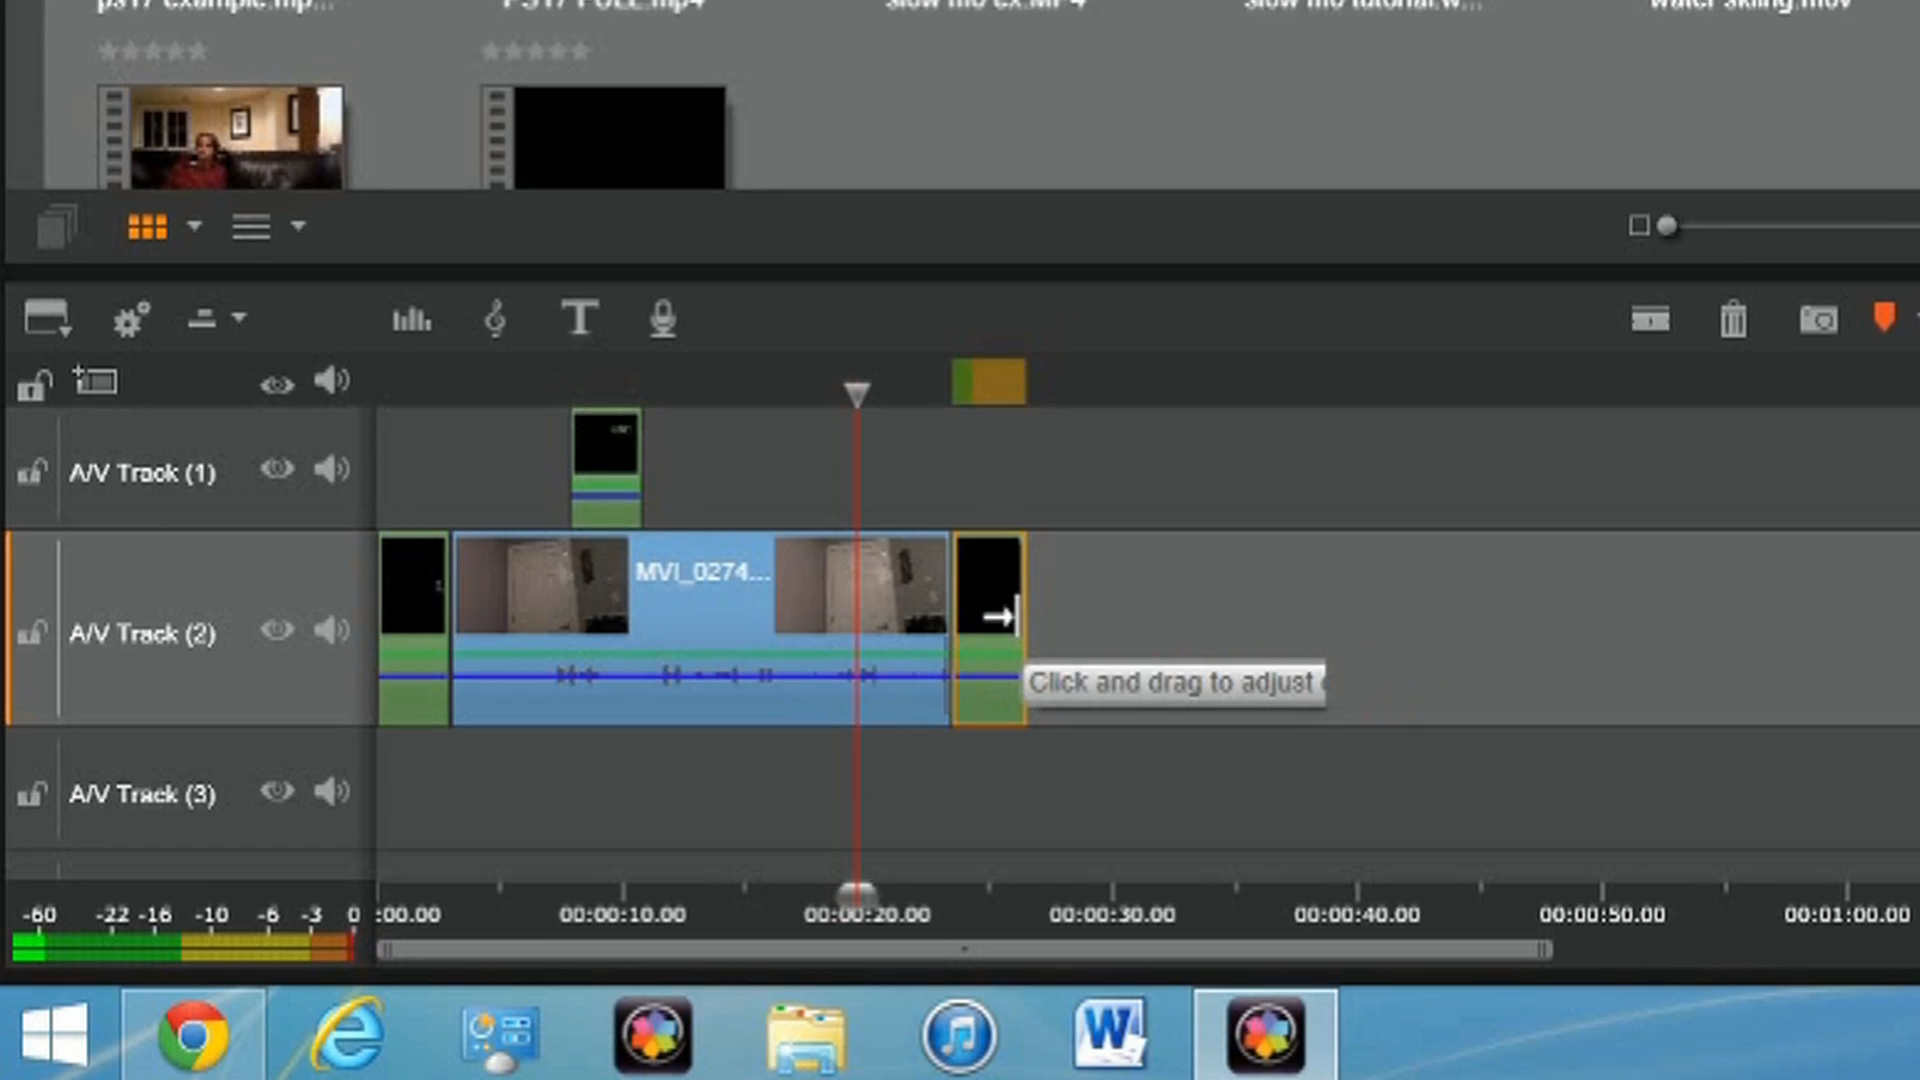 ps17 example.mp... PS17 FULL.mp4 slow mo ex.MP4 slow mo tutorial.w... water skiing.mov
A/V Track (1)
MVI_0274...
A/V Track (2)
Click and drag to adjust
A/V Track (3)
-60 -22 -16 -10 -6 -3 0 :00.00 00:00:10.00 00:00:20.00 00:00:30.00 00:00:40.00 00:00:50.00 00:01:00.00